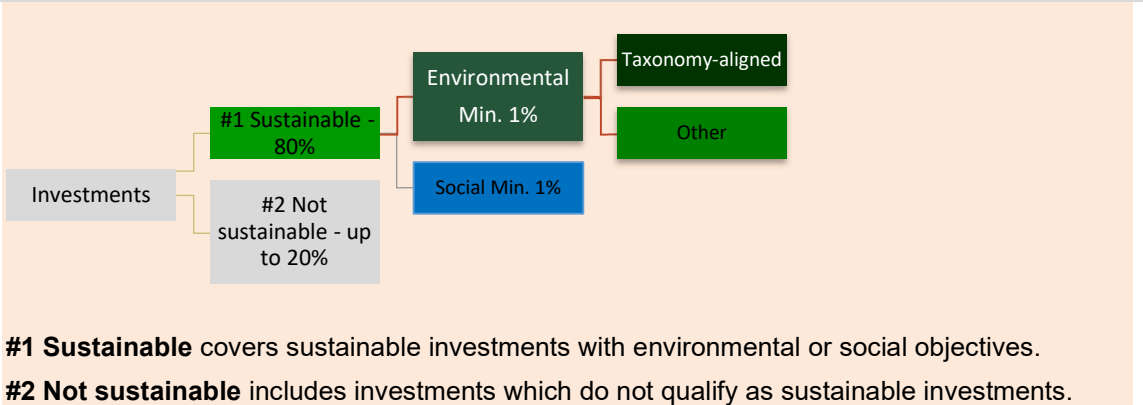 Investments
#1 Sustainable -
80%
#2 Not
sustainable - up
to 20%
Environmental
Min. 1%
Social Min. 1%
Taxonomy-aligned
Other
#1 Sustainable covers sustainable investments with environmental or social objectives.
#2 Not sustainable includes investments which do not qualify as sustainable investments.